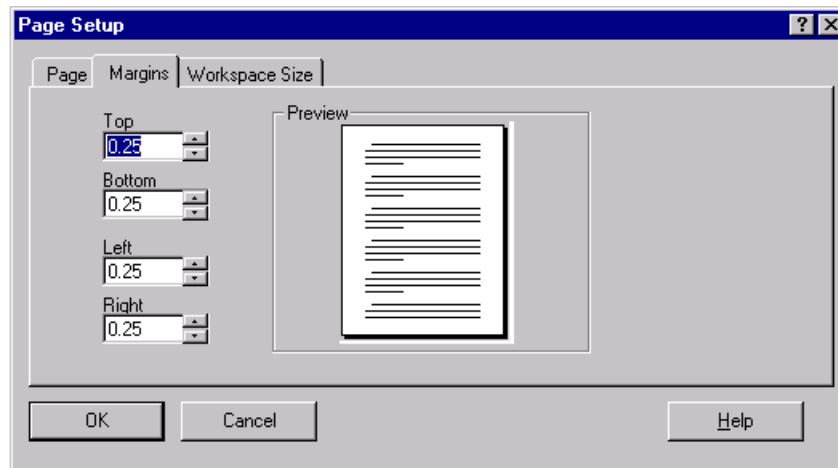 Page Setup
Page Margins Workspace Size
Top
0.25
Bottom
0.25
Left
0.25
Right
0.25
Preview
OK Cancel Help